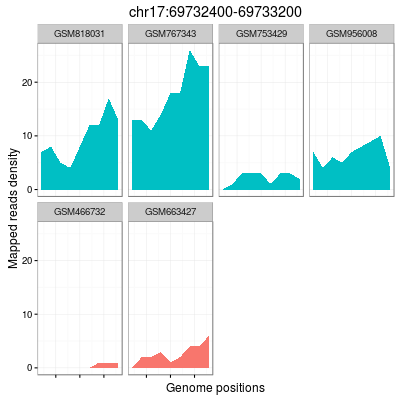 chr17:69732400-69733200
GSM818031 GSM767343 GSM753429 GSM956008
20
10
0
Mapped reads density
GSM466732 GSM663427
20
10
0
Genome positions